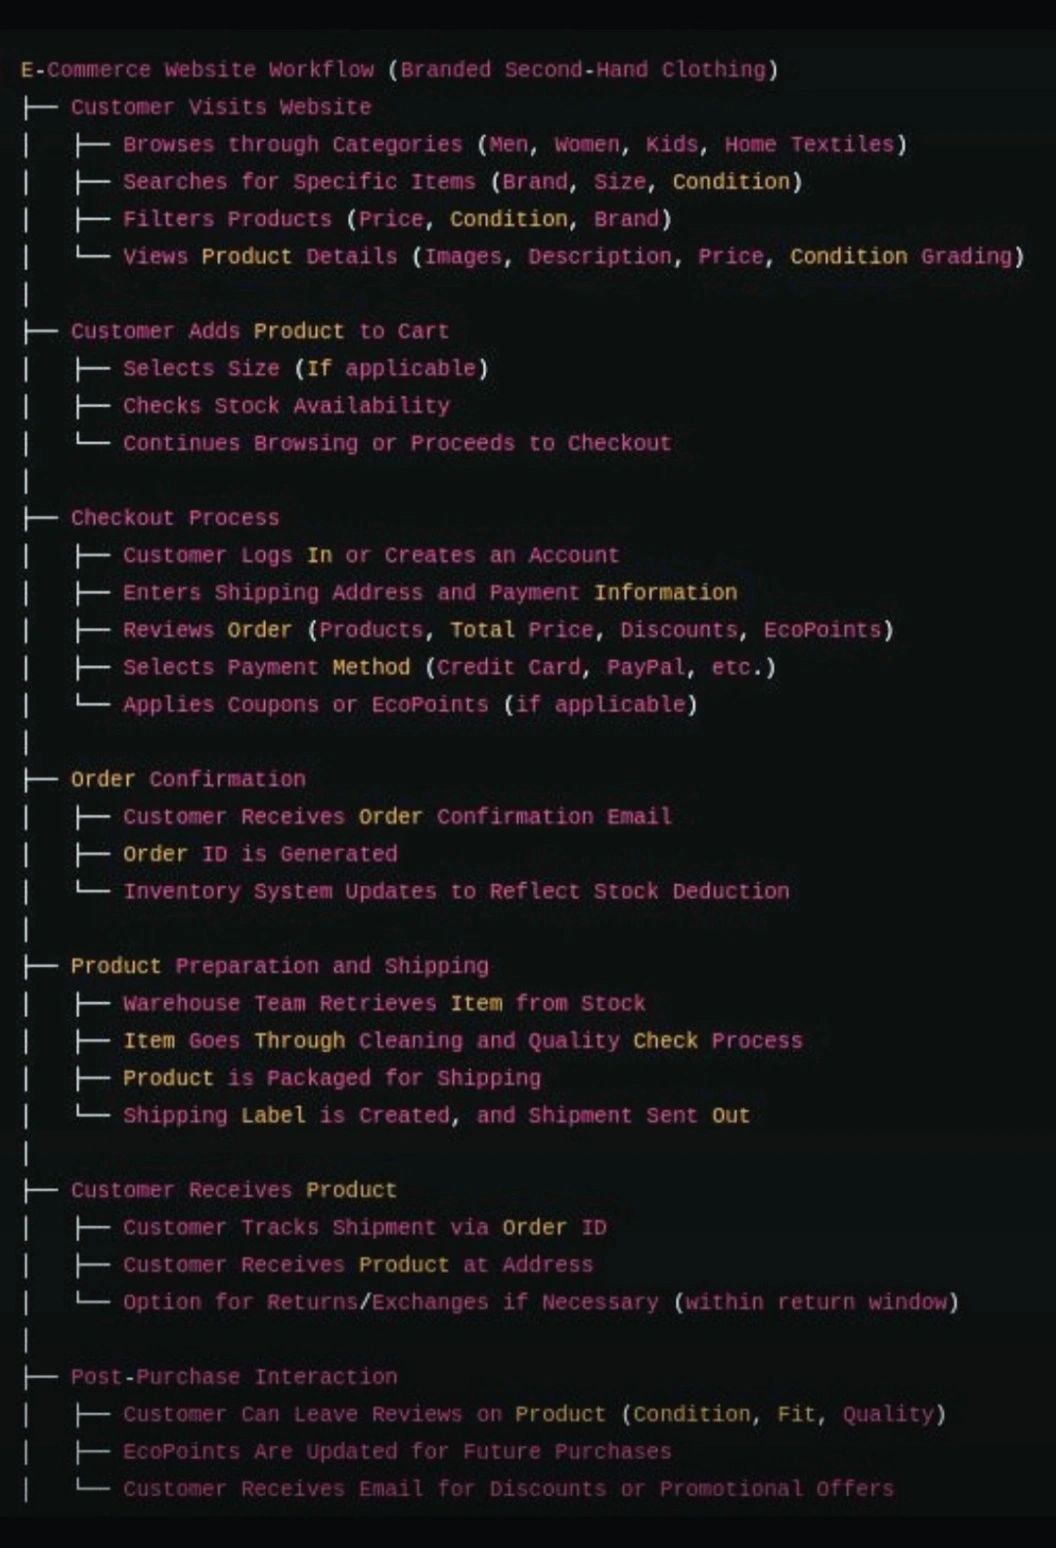 E-Commerce Website Workflow (Branded Second-Hand Clothing)
├── Customer Visits Website
│   ├── Browses through Categories (Men, Women, Kids, Home Textiles)
│   ├── Searches for Specific Items (Brand, Size, Condition)
│   ├── Filters Products (Price, Condition, Brand)
│   └── Views Product Details (Images, Description, Price, Condition Grading)
│
├── Customer Adds Product to Cart
│   ├── Selects Size (If applicable)
│   ├── Checks Stock Availability
│   └── Continues Browsing or Proceeds to Checkout
│
├── Checkout Process
│   ├── Customer Logs In or Creates an Account
│   ├── Enters Shipping Address and Payment Information
│   ├── Reviews Order (Products, Total Price, Discounts, EcoPoints)
│   ├── Selects Payment Method (Credit Card, PayPal, etc.)
│   └── Applies Coupons or EcoPoints (if applicable)
│
├── Order Confirmation
│   ├── Customer Receives Order Confirmation Email
│   ├── Order ID is Generated
│   └── Inventory System Updates to Reflect Stock Deduction
│
├── Product Preparation and Shipping
│   ├── Warehouse Team Retrieves Item from Stock
│   ├── Item Goes Through Cleaning and Quality Check Process
│   ├── Product is Packaged for Shipping
│   └── Shipping Label is Created, and Shipment Sent Out
│
├── Customer Receives Product
│   ├── Customer Tracks Shipment via Order ID
│   ├── Customer Receives Product at Address
│   └── Option for Returns/Exchanges if Necessary (within return window)
│
├── Post-Purchase Interaction
│   ├── Customer Can Leave Reviews on Product (Condition, Fit, Quality)
│   ├── EcoPoints Are Updated for Future Purchases
│   └── Customer Receives Email for Discounts or Promotional Offers